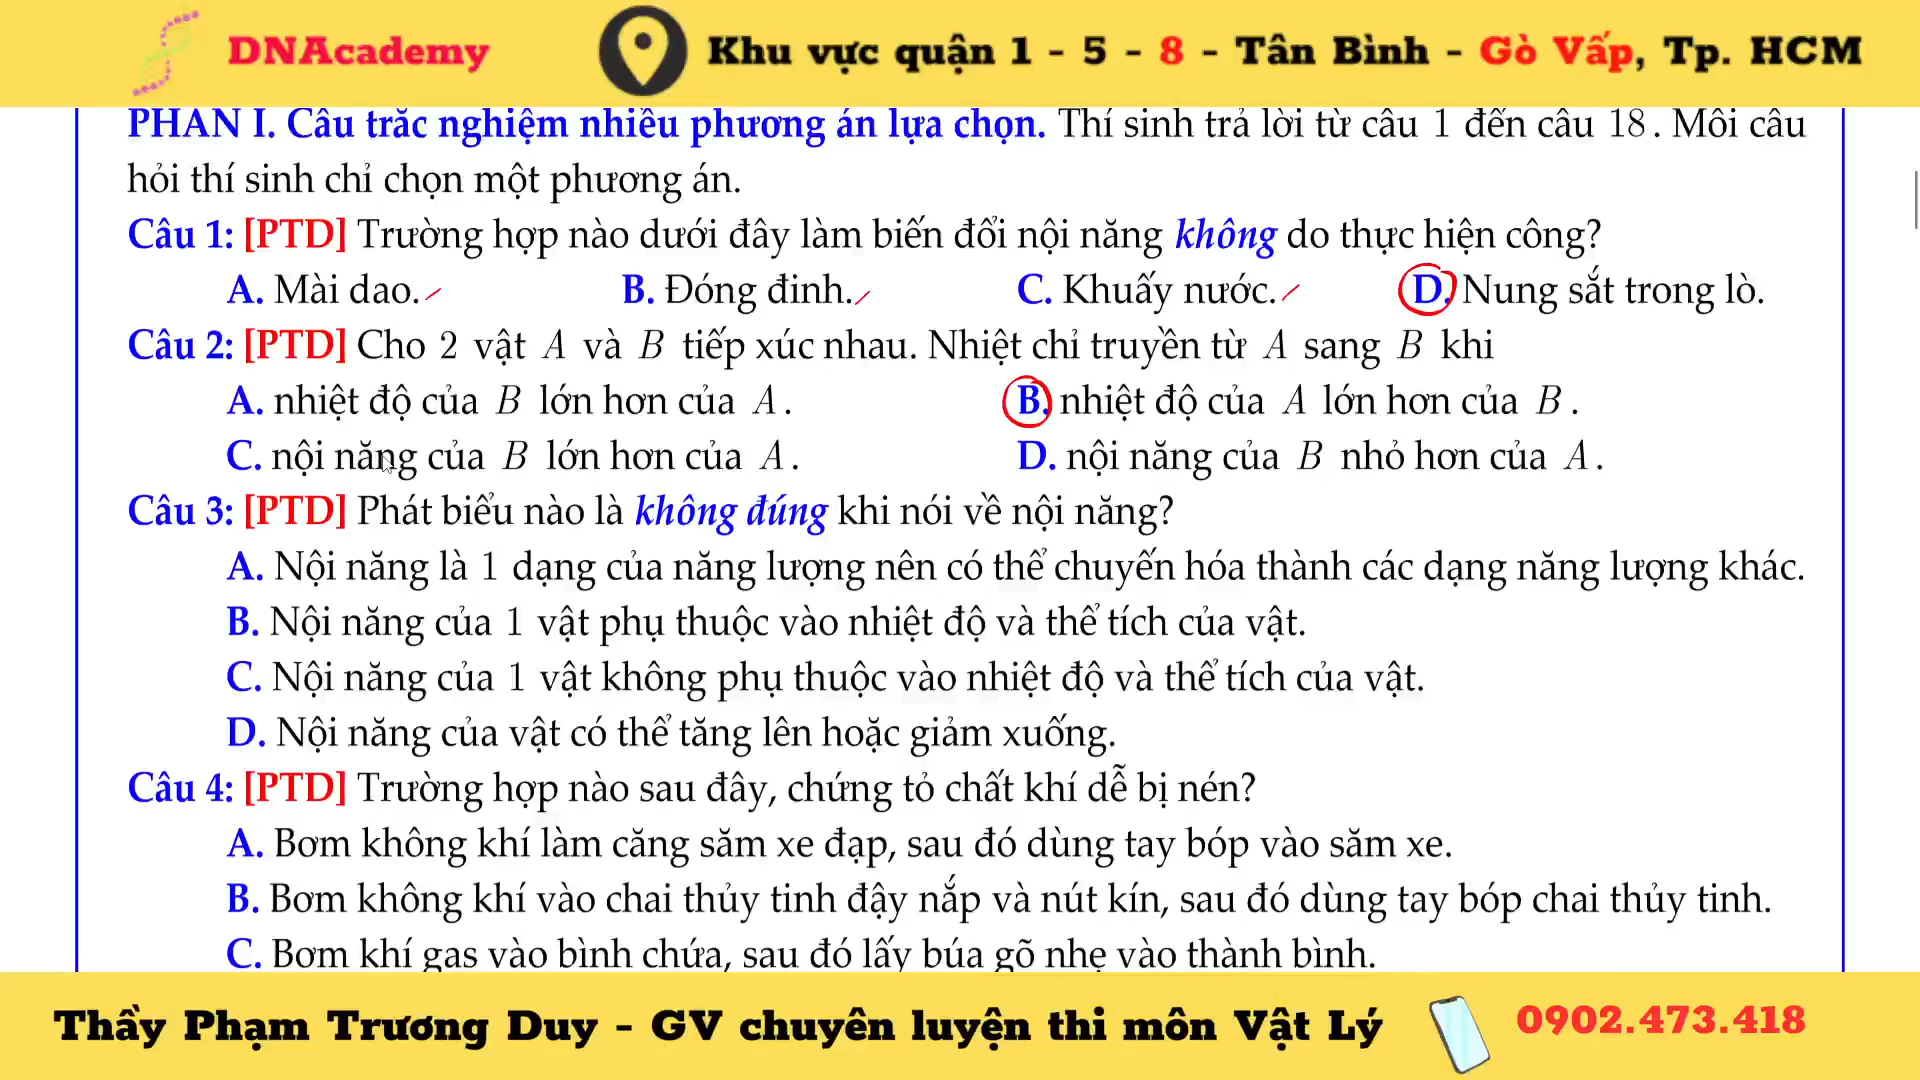 DNAcademy
Khu vực quận 1 - 5 - 8 - Tân Bình - Gò Vấp, Tp. HCM
PHẦN I. Câu trắc nghiệm nhiều phương án lựa chọn. Thí sinh trả lời từ câu 1 đến câu 18. Mỗi câu
hỏi thí sinh chỉ chọn một phương án.
Câu 1: [PTD] Trường hợp nào dưới đây làm biến đổi nội năng không do thực hiện công?
A. Mài dao. B. Đóng đinh. C. Khuấy nước. D. Nung sắt trong lò.
Câu 2: [PTD] Cho 2 vật A và B tiếp xúc nhau. Nhiệt chỉ truyền từ A sang B khi
A. nhiệt độ của B lớn hơn của A. B. nhiệt độ của A lớn hơn của B.
C. nội năng của B lớn hơn của A. D. nội năng của B nhỏ hơn của A.
Câu 3: [PTD] Phát biểu nào là không đúng khi nói về nội năng?
A. Nội năng là 1 dạng của năng lượng nên có thể chuyến hóa thành các dạng năng lượng khác.
B. Nội năng của 1 vật phụ thuộc vào nhiệt độ và thể tích của vật.
C. Nội năng của 1 vật không phụ thuộc vào nhiệt độ và thể tích của vật.
D. Nội năng của vật có thể tăng lên hoặc giảm xuống.
Câu 4: [PTD] Trường hợp nào sau đây, chứng tỏ chất khí dễ bị nén?
A. Bơm không khí làm căng săm xe đạp, sau đó dùng tay bóp vào săm xe.
B. Bơm không khí vào chai thủy tinh đậy nắp và nút kín, sau đó dùng tay bóp chai thủy tinh.
C. Bơm khí gas vào bình chứa, sau đó lấy búa gõ nhẹ vào thành bình.
Thầy Phạm Trương Duy - GV chuyên luyện thi môn Vật Lý
0902.473.418